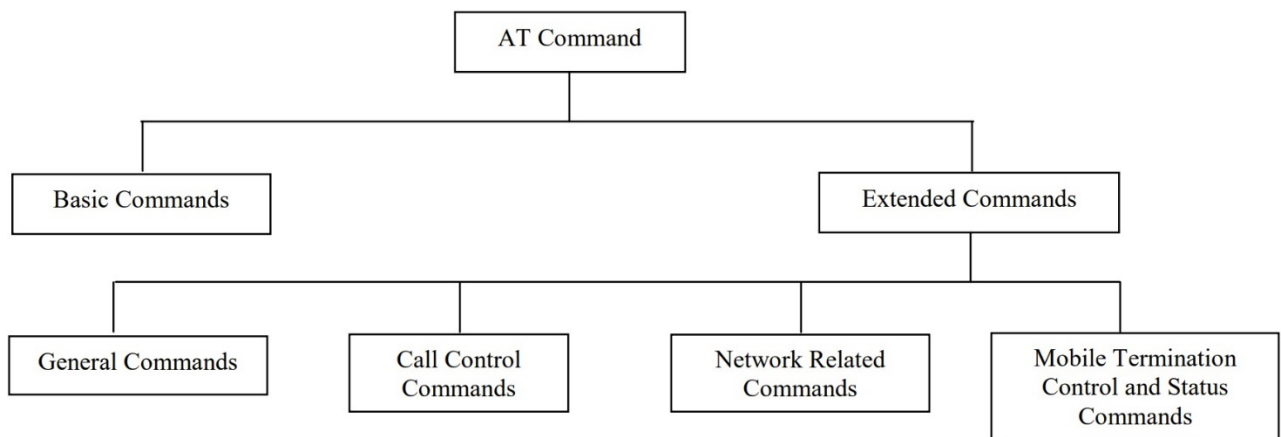 AT Command
Basic Commands
Extended Commands
General Commands
Call Control
Commands
Network Related
Commands
Mobile Termination
Control and Status
Commands